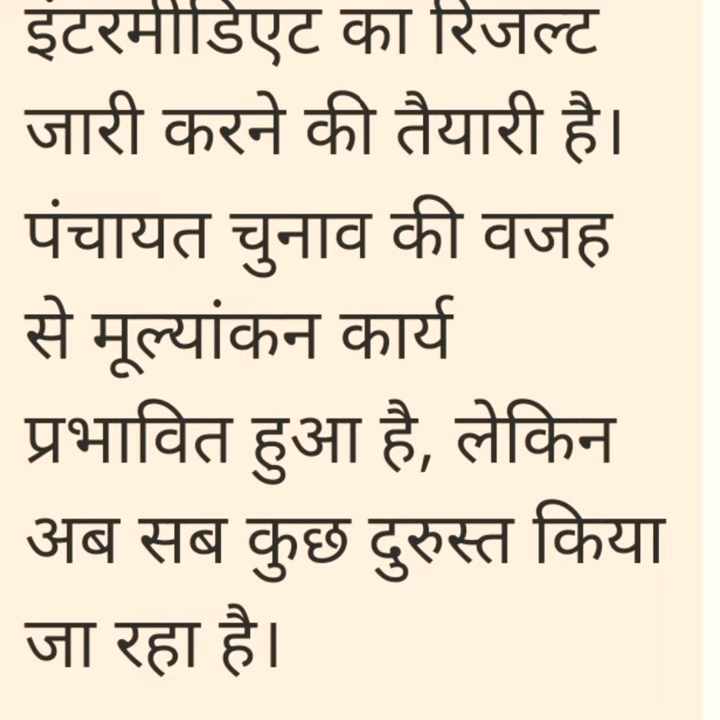 इंटरमीडिएट का रिजल्ट
जारी करने की तैयारी है।
पंचायत चुनाव की वजह
से मूल्यांकन कार्य
प्रभावित हुआ है, लेकिन
अब सब कुछ दुरुस्त किया
जा रहा है।